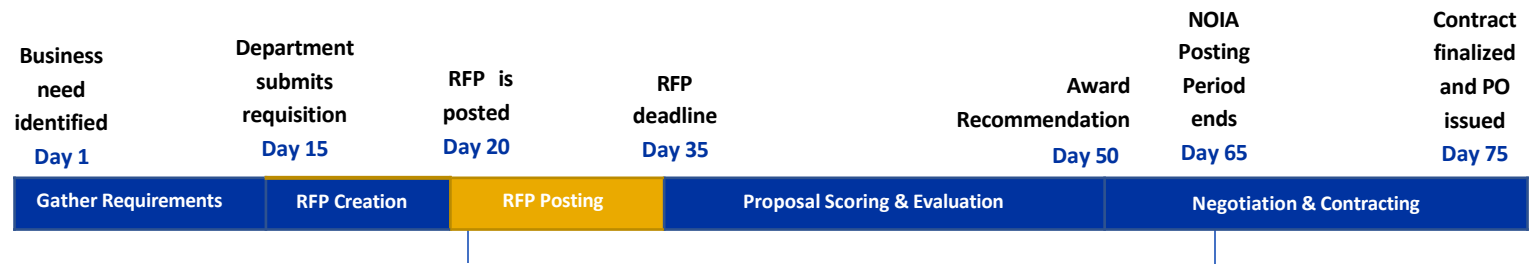 Business
need
identified
Day 1
Department
submits
requisition
Day 15
RFP is
posted
Day 20
RFP
deadline
Day 35
Award
Recommendation
Day 50
NOIA
Posting
Period
ends
Day 65
Contract
finalized
and PO
issued
Day 75
Gather Requirements
RFP Creation
RFP Posting
Proposal Scoring & Evaluation
Negotiation & Contracting